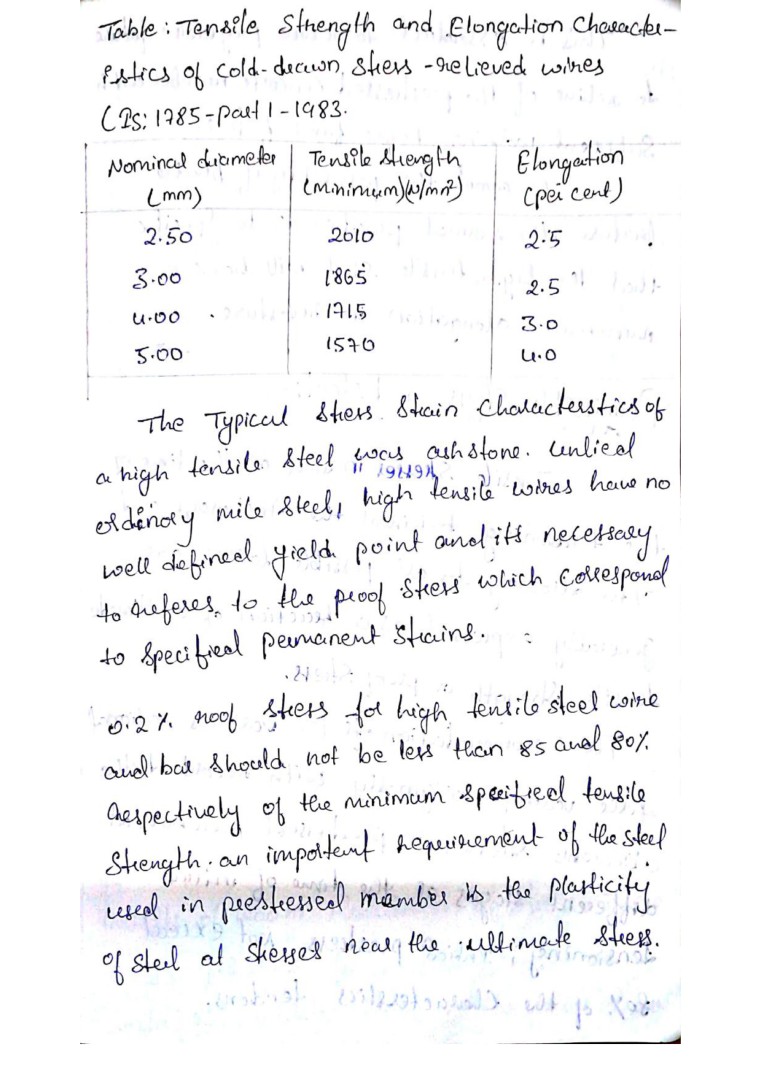 Table: Tensile Strength and Elongation Character-
istics of cold-drawn, stress-relieved wires
(IS: 1785-part 1-1983.
Nominal diameter (mm) Tensile strength (minimum)(N/mm²) Elongation (per cent)
2.50 2010 2.5
3.00 1865 2.5
4.00 1715 3.0
5.00 1570 4.0
The Typical stress strain characterstics of
a high tensile steel was
ordinory mile steel, high tensile wires have no
well defined yield point and its necessary
to referes to the proof stress which correspond
to specified permanent strains.
0.2% roof stress for high tensile steel wire
and bar should not be less than 85 and 80%
respectively of the minimum specified tensile
strength. an important requirement of the steel
used in prestressed member is the plasticity
of steel at stresses near the ultimate stress.